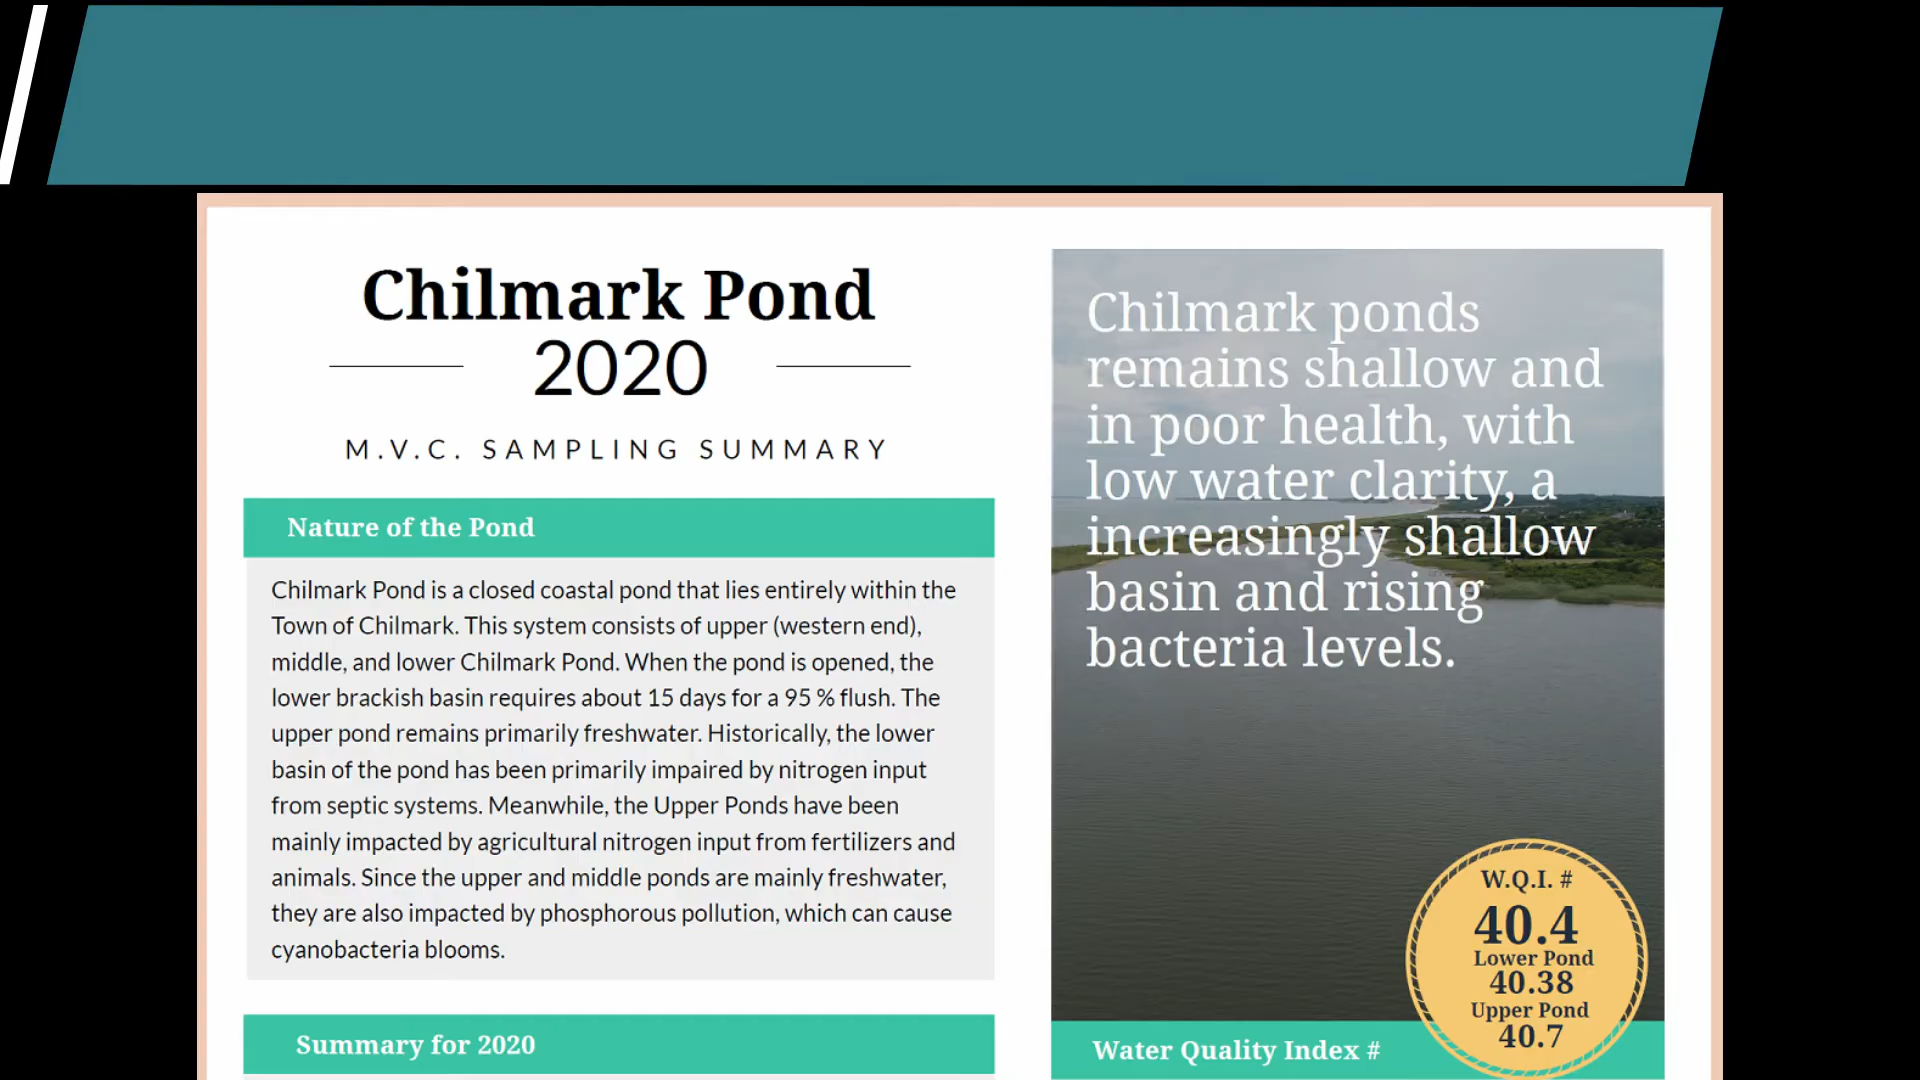 Chilmark Pond
2020
M.V.C. SAMPLING SUMMARY
Nature of the Pond
Chilmark Pond is a closed coastal pond that lies entirely within the
Town of Chilmark. This system consists of upper (western end),
middle, and lower Chilmark Pond. When the pond is opened, the
lower brackish basin requires about 15 days for a 95 % flush. The
upper pond remains primarily freshwater. Historically, the lower
basin of the pond has been primarily impaired by nitrogen input
from septic systems. Meanwhile, the Upper Ponds have been
mainly impacted by agricultural nitrogen input from fertilizers and
animals. Since the upper and middle ponds are mainly freshwater,
they are also impacted by phosphorous pollution, which can cause
cyanobacteria blooms.
Summary for 2020
Chilmark ponds
remains shallow and
in poor health, with
low water clarity, a
increasingly shallow
basin and rising
bacteria levels.
W.Q.I. #
40.4
Lower Pond
40.38
Upper Pond
40.7
Water Quality Index #